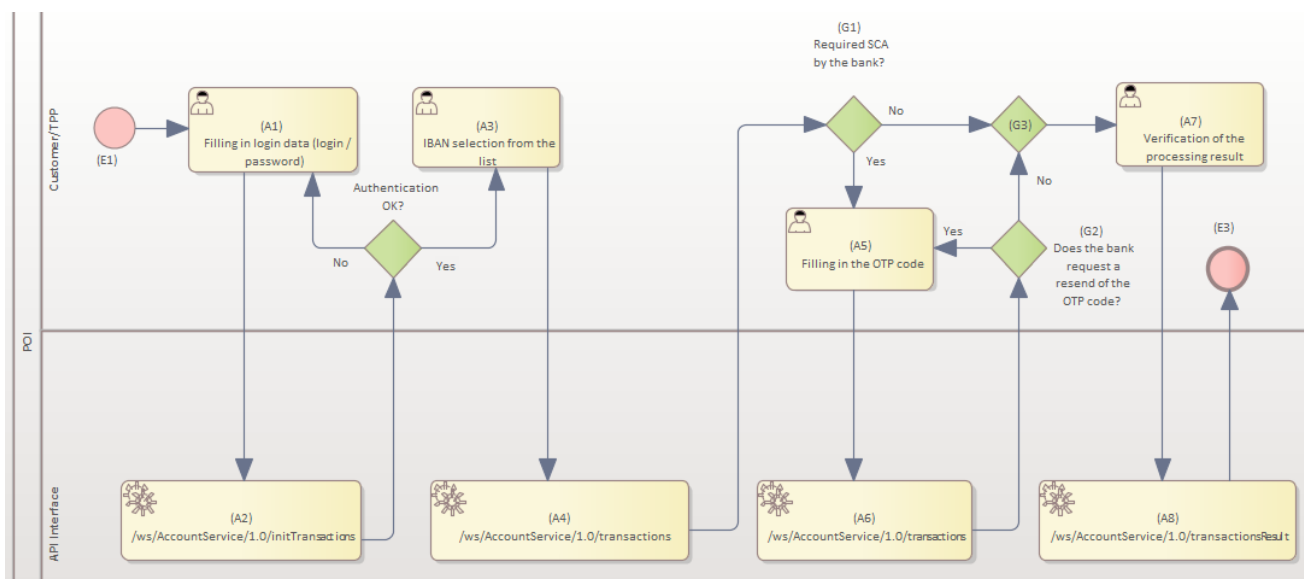 POI
Customer/TPP
(E1)
(A1)
Filling in login data (login /
password)
Authentication
OK?
No
Yes
(A3)
IBAN selection from the
list
(G1)
Required SCA
by the bank?
No
Yes
(G3)
No
(A5)
Filling in the OTP code
Yes
(G2)
Does the bank
request a
resend of the
OTP code?
(A7)
Verification of the
processing result
(E3)
API Interface
(A2)
/ws/AccountService/1.0/initTransactions
(A4)
/ws/AccountService/1.0/transactions
(A6)
/ws/AccountService/1.0/transactions
(A8)
/ws/AccountService/1.0/transactionsResult